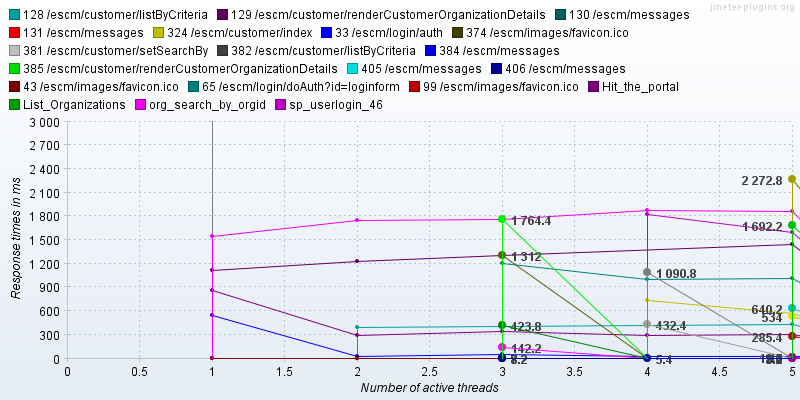 jmeter-plugins.org
128 /escm/customer/listByCriteria 129 /escm/customer/renderCustomerOrganizationDetails 130 /escm/messages
131 /escm/messages 324 /escm/customer/index 33 /escm/login/auth 374 /escm/images/favicon.ico
381 /escm/customer/setSearchBy 382 /escm/customer/listByCriteria 384 /escm/messages
385 /escm/customer/renderCustomerOrganizationDetails 405 /escm/messages 406 /escm/messages
43 /escm/images/favicon.ico 65 /escm/login/doAuth?id=loginform 99 /escm/images/favicon.ico Hit_the_portal
List_Organizations org_search_by_orgid sp_userlogin_46
3 000
2 700
2 400
2 100
1 800
1 500
1 200
900
600
300
0
Response times in ms
2 272.8
1 764.4
1 692.2
1 312
1 090.8
640.2
534
423.8
432.4
285.4
142.2
8.2
5.4
0 0.5 1 1.5 2 2.5 3 3.5 4 4.5 5
Number of active threads